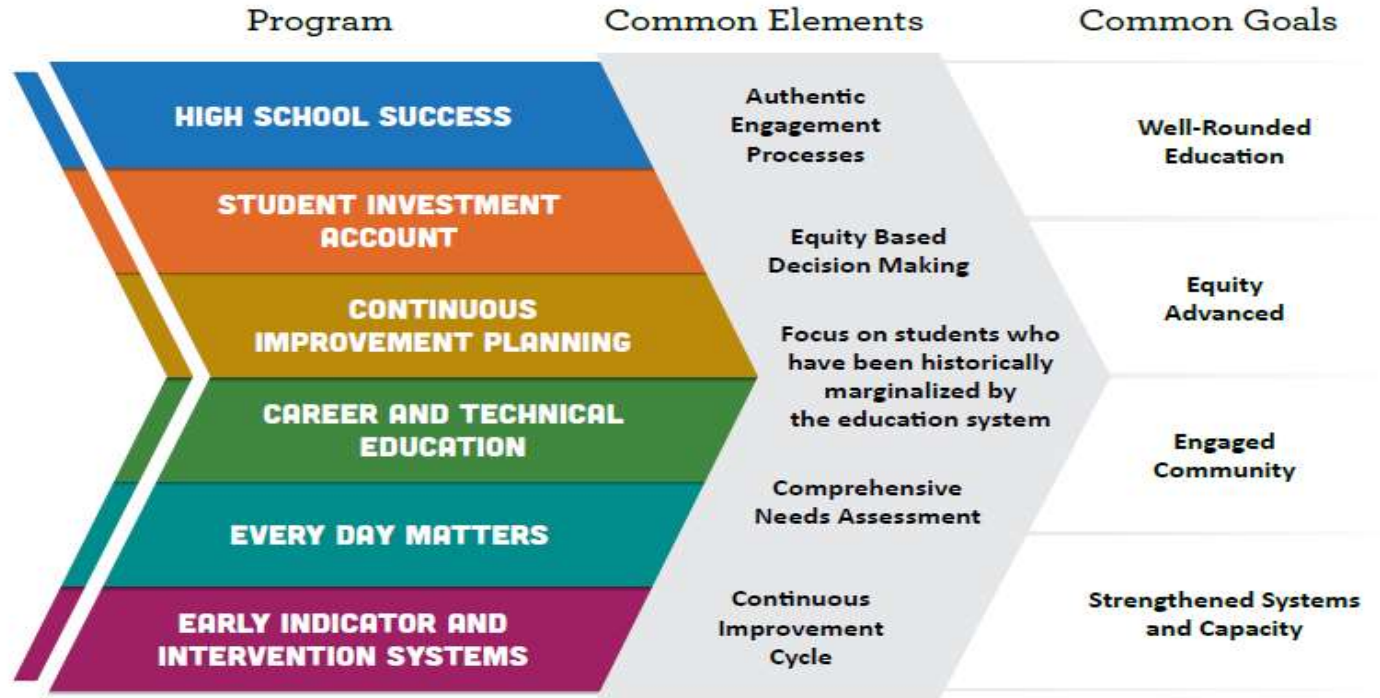 Program
Common Elements
Common Goals
HIGH SCHOOL SUCCESS
STUDENT INVESTMENT
ACCOUNT
CONTINUOUS
IMPROVEMENT PLANNING
CAREER AND TECHNICAL
EDUCATION
EVERY DAY MATTERS
EARLY INDICATOR AND
INTERVENTION SYSTEMS
Authentic
Engagement
Processes
Equity Based
Decision Making
Focus on students who
have been historically
marginalized by
the education system
Comprehensive
Needs Assessment
Continuous
Improvement
Cycle
Well-Rounded
Education
Equity
Advanced
Engaged
Community
Strengthened Systems
and Capacity